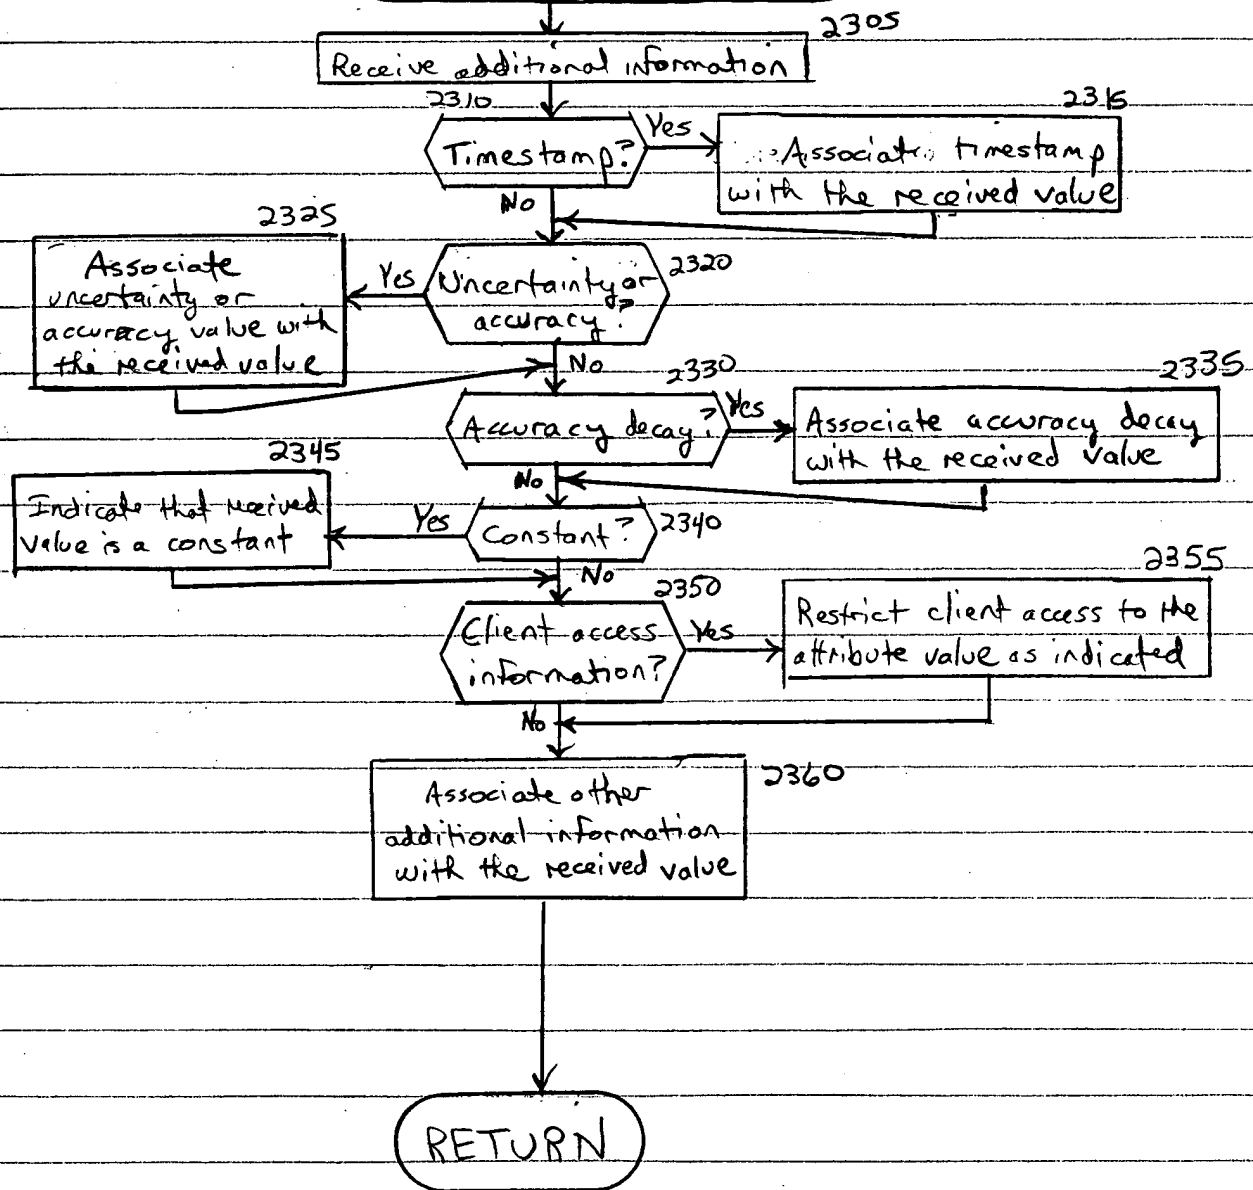 2305
Receive additional information
2310
Timestamp?
Yes
2315
Associate timestamp
with the received value
No
2325
Associate
uncertainty or
accuracy value with
the received value
Yes
Uncertainty or
accuracy?
2320
No
2330
Accuracy decay?
Yes
2335
Associate accuracy decay
with the received value
No
2345
Indicate that received
value is a constant
Yes
Constant?
2340
No
2350
Client access
information?
Yes
2355
Restrict client access to the
attribute value as indicated
No
2360
Associate other
additional information
with the received value
RETURN